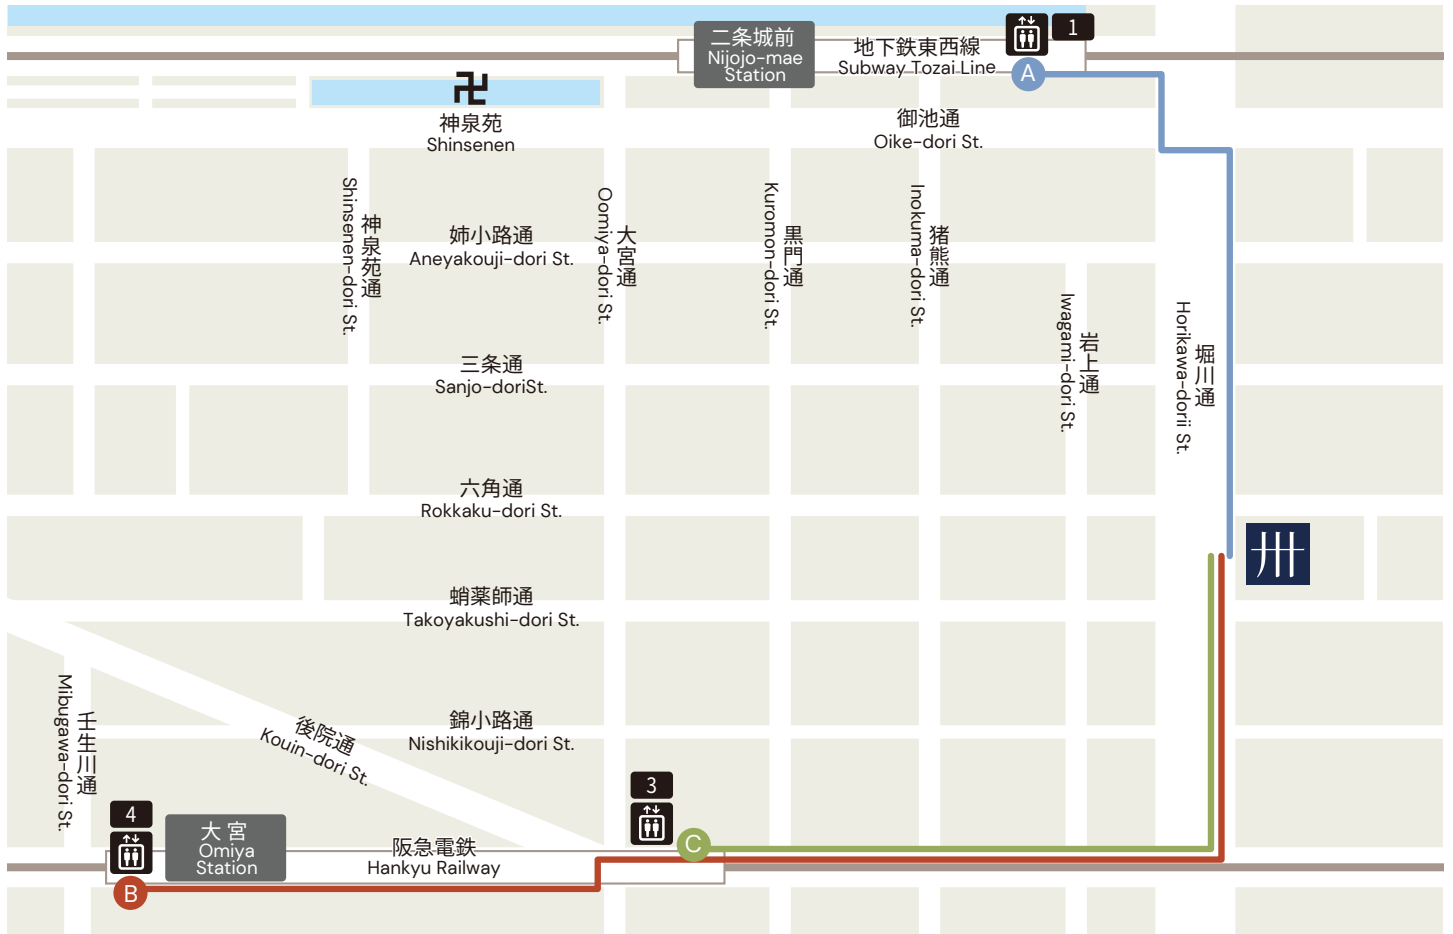 二条城前
Nijojo-mae
Station
地下鉄東西線
Subway Tozai Line
1
A
卍
神泉苑
Shinsenen
御池通
Oike-dori St.
神泉苑通
Shinsenen-dori St.
姉小路通
Aneyakouji-dori St.
大宮通
Oomiya-dori St.
黒門通
Kuromon-dori St.
猪熊通
Inokuma-dori St.
岩上通
Iwagami-dori St.
堀川通
Horikawa-dorii St.
三条通
Sanjo-doriSt.
六角通
Rokkaku-dori St.
蛸薬師通
Takoyakushi-dori St.
壬生川通
Mibugawa-dori St.
後院通
Kouin-dori St.
錦小路通
Nishikikouji-dori St.
4
大宮
Omiya
Station
B
阪急電鉄
Hankyu Railway
3
C